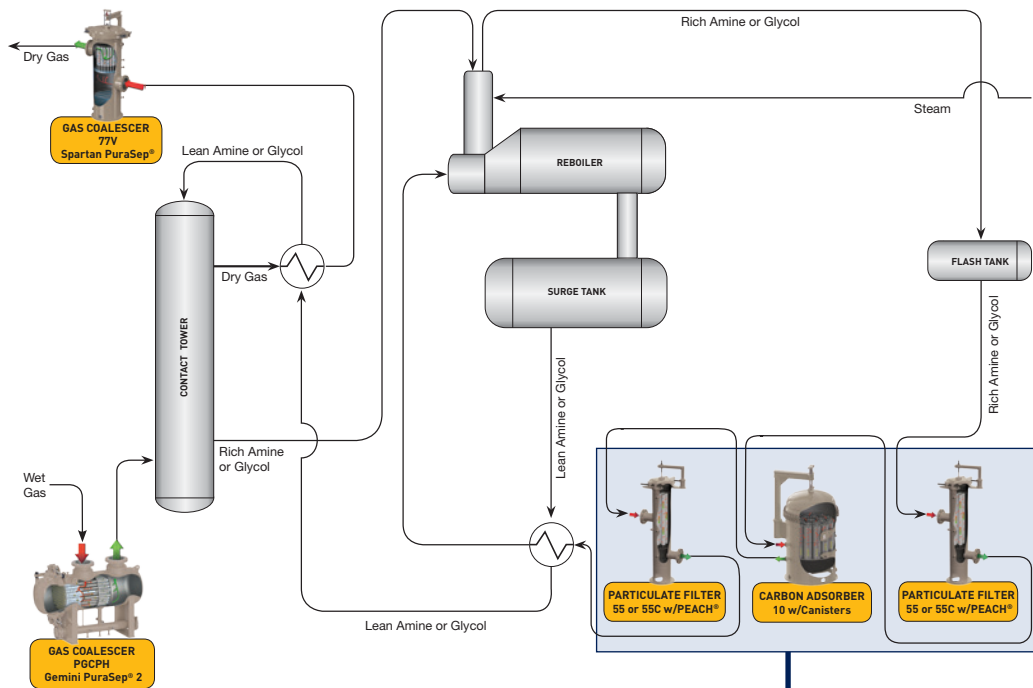 Rich Amine or Glycol
Dry Gas
Steam
GAS COALESCER
77V
Spartan PuraSep®
Lean Amine or Glycol
REBOILER
Dry Gas
FLASH TANK
SURGE TANK
CONTACT TOWER
Rich Amine or Glycol
Lean Amine or Glycol
Rich Amine
or Glycol
Wet
Gas
PARTICULATE FILTER
55 or 55C w/PEACH®
CARBON ADSORBER
10 w/Canisters
PARTICULATE FILTER
55 or 55C w/PEACH®
Lean Amine or Glycol
GAS COALESCER
PGCPH
Gemini PuraSep® 2